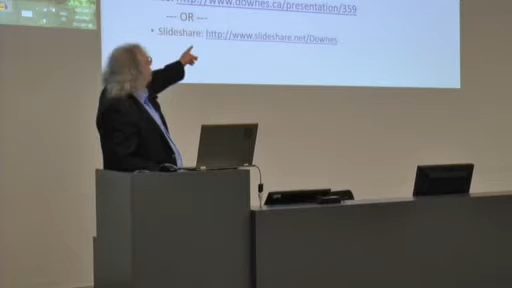 http://www.downes.ca/presentation/359
--- OR ---
• Slideshare: http://www.slideshare.net/Downes